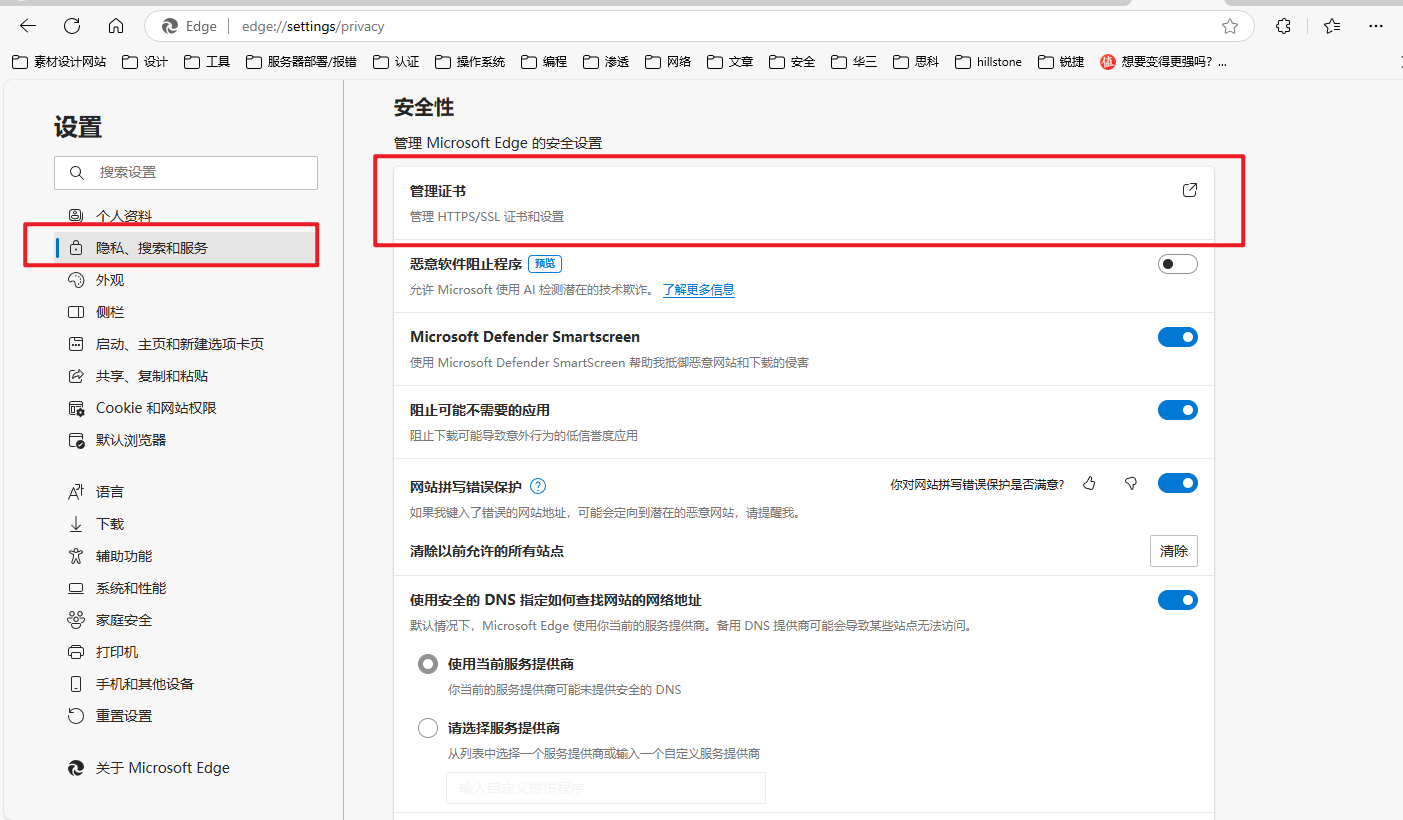 Edge edge://settings/privacy
素材设计网站 设计 工具 服务器部署/报错 认证 操作系统 编程 渗透 网络 文章 安全 华三 思科 hillstone 锐捷 值 想要变得更强吗? ...
设置
搜索设置
个人资料
隐私、搜索和服务
外观
侧栏
启动、主页和新建选项卡页
共享、复制和粘贴
Cookie 和网站权限
默认浏览器
语言
下载
辅助功能
系统和性能
家庭安全
打印机
手机和其他设备
重置设置
关于 Microsoft Edge
安全性
管理 Microsoft Edge 的安全设置
管理证书
管理 HTTPS/SSL 证书和设置
恶意软件阻止程序 预览
允许 Microsoft 使用 AI 检测潜在的技术欺诈。 了解更多信息
Microsoft Defender Smartscreen
使用 Microsoft Defender SmartScreen 帮助我抵御恶意网站和下载的侵害
阻止可能不需要的应用
阻止下载可能导致意外行为的低信誉度应用
网站拼写错误保护 你对网站拼写错误保护是否满意?
如果我键入了错误的网站地址，可能会定向到潜在的恶意网站，请提醒我。
清除以前允许的所有站点 清除
使用安全的 DNS 指定如何查找网站的网络地址
默认情况下，Microsoft Edge 使用你当前的服务提供商。备用 DNS 提供商可能会导致某些站点无法访问。
使用当前服务提供商
你当前的服务提供商可能未提供安全的 DNS
请选择服务提供商
从列表中选择一个服务提供商或输入一个自定义服务提供商
输入自定义提供程序